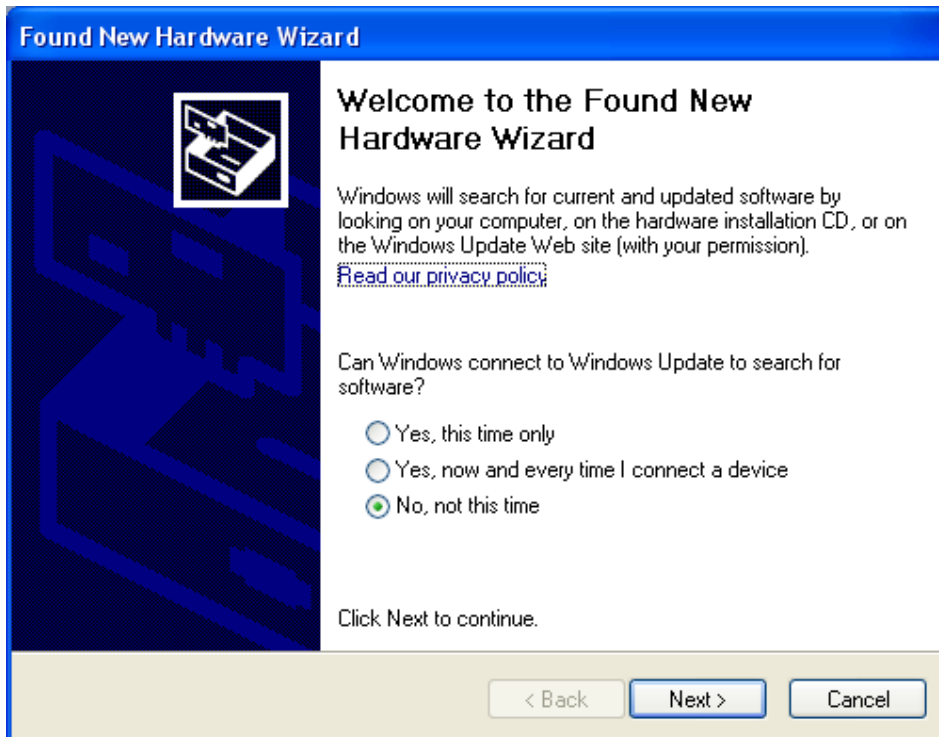 Found New Hardware Wizard
Welcome to the Found New
Hardware Wizard
Windows will search for current and updated software by
looking on your computer, on the hardware installation CD, or on
the Windows Update Web site (with your permission).
Read our privacy policy
Can Windows connect to Windows Update to search for
software?
Yes, this time only
Yes, now and every time I connect a device
No, not this time
Click Next to continue.
< Back
Next >
Cancel